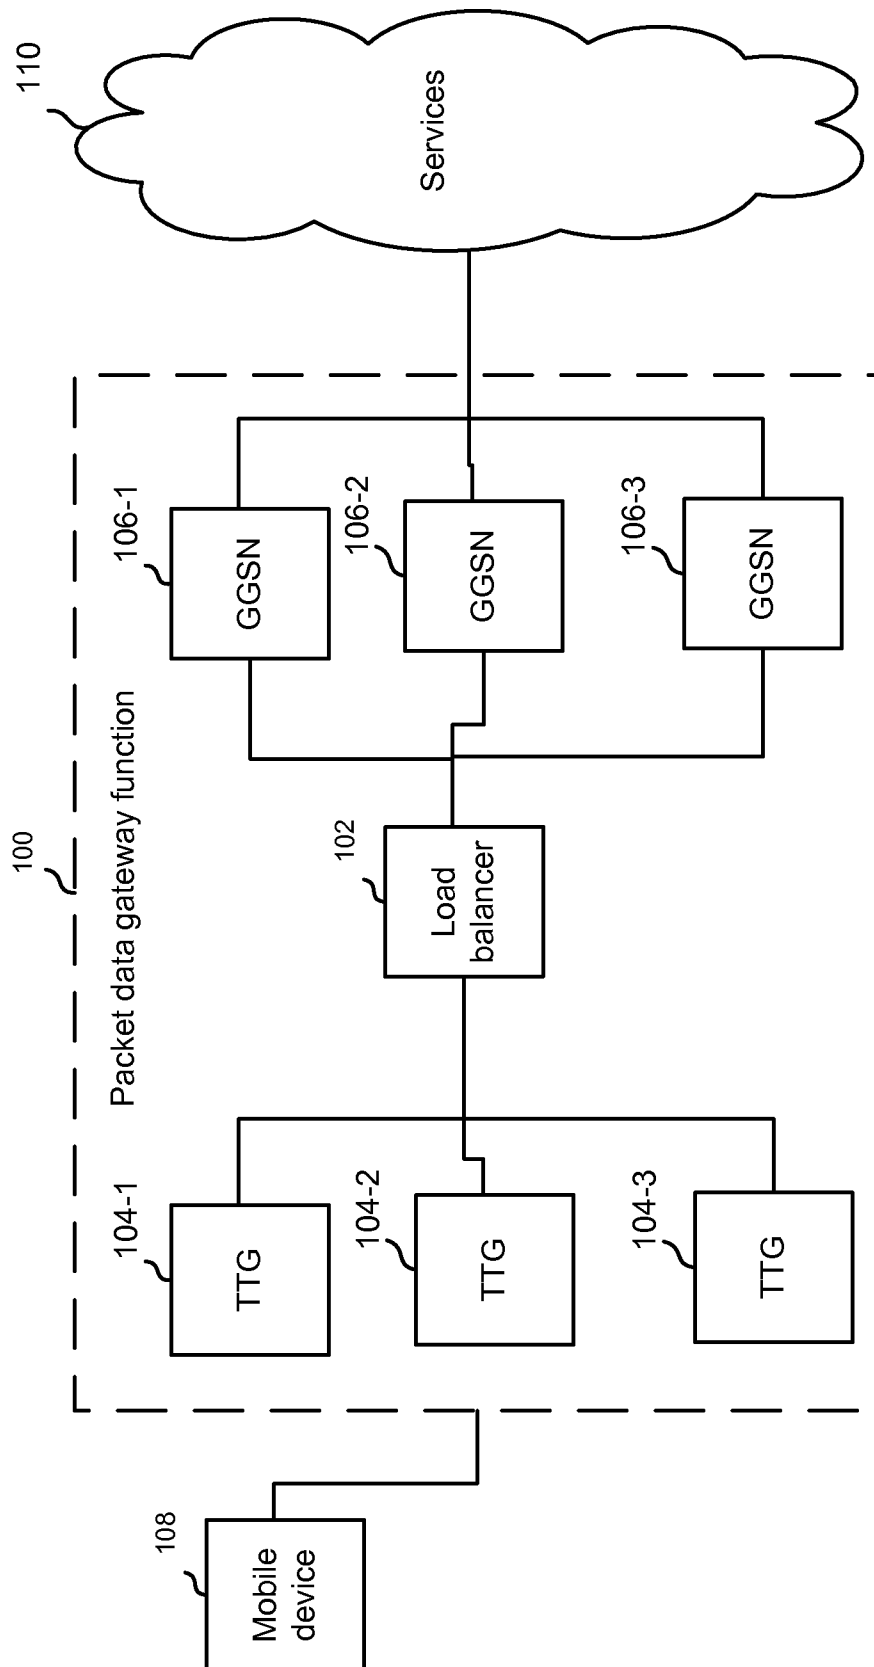 100
Packet data gateway function
108
Mobile
device
104-1
TTG
104-2
TTG
104-3
TTG
102
Load
balancer
106-1
GGSN
106-2
GGSN
106-3
GGSN
110
Services